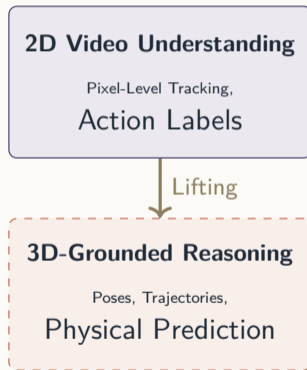 2D Video Understanding
Pixel-Level Tracking,
Action Labels
Lifting
3D-Grounded Reasoning
Poses, Trajectories,
Physical Prediction